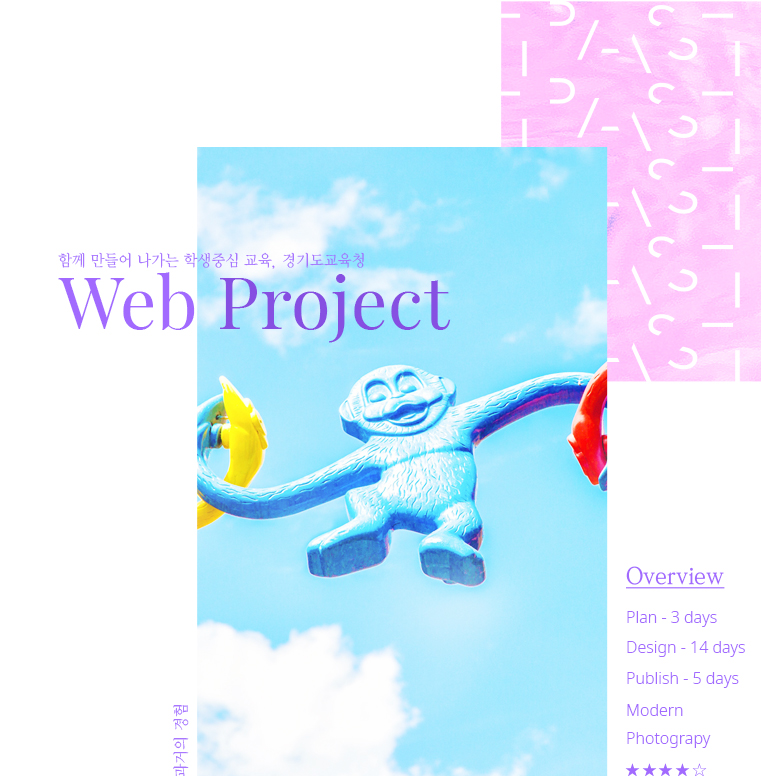 함께 만들어 나가는 학생중심 교육, 경기도교육청
Web Project
과거의 경험
Overview
Plan - 3 days
Design - 14 days
Publish - 5 days
Modern
Photograpy
★★★★☆